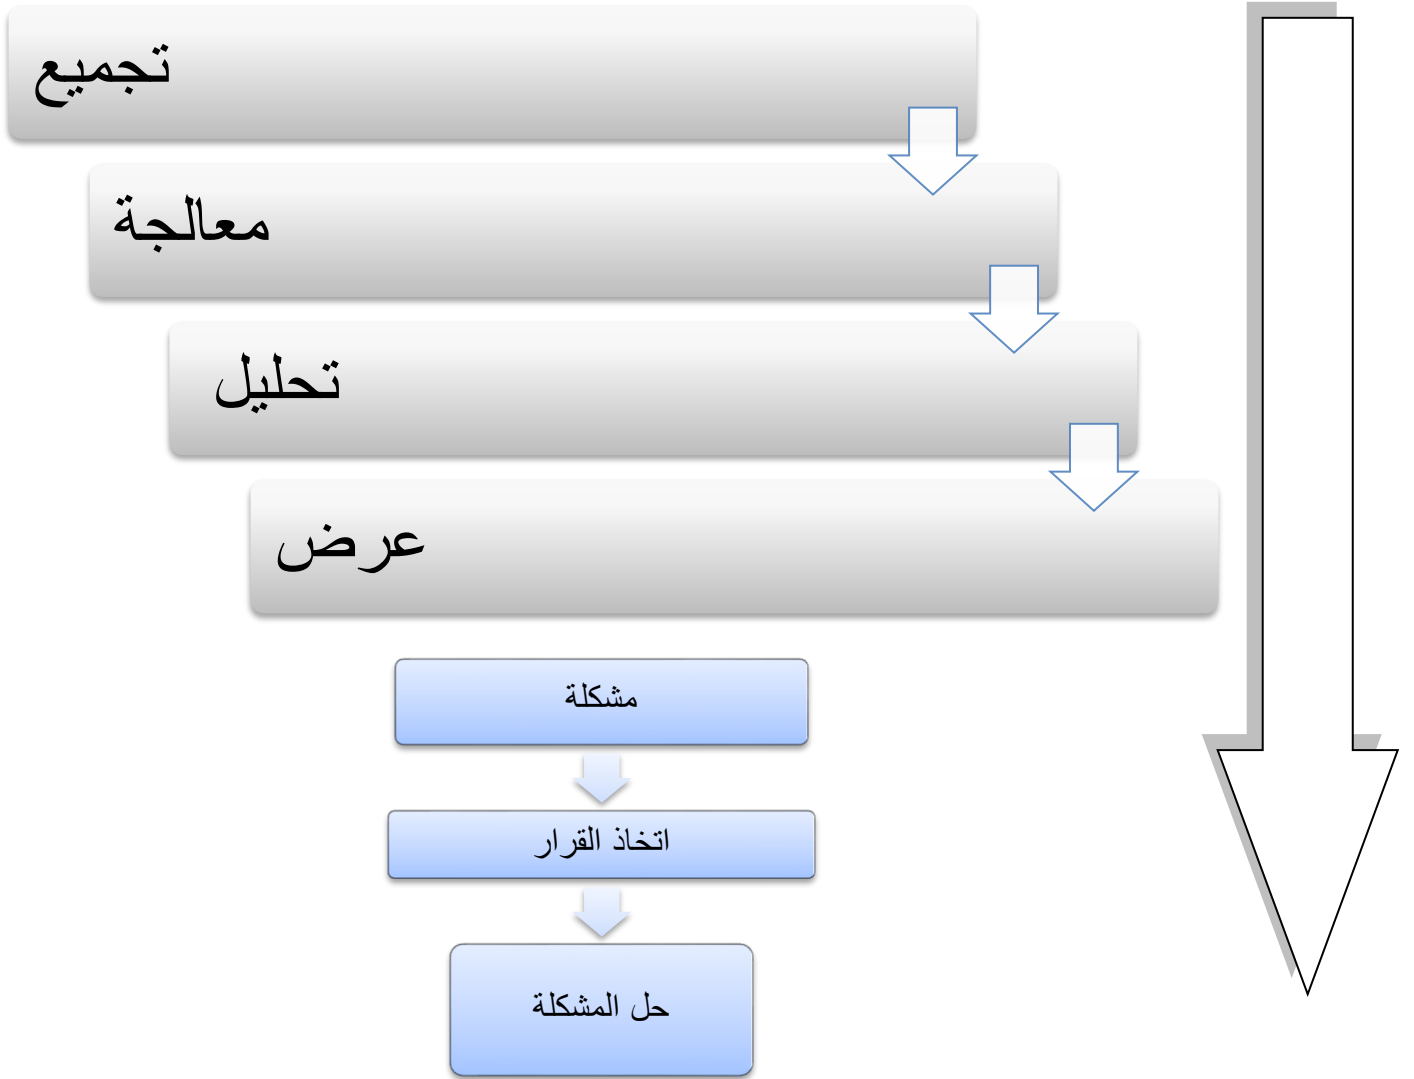 تجميع
معالجة
تحليل
عرض
مشكلة
اتخاذ القرار
حل المشكلة